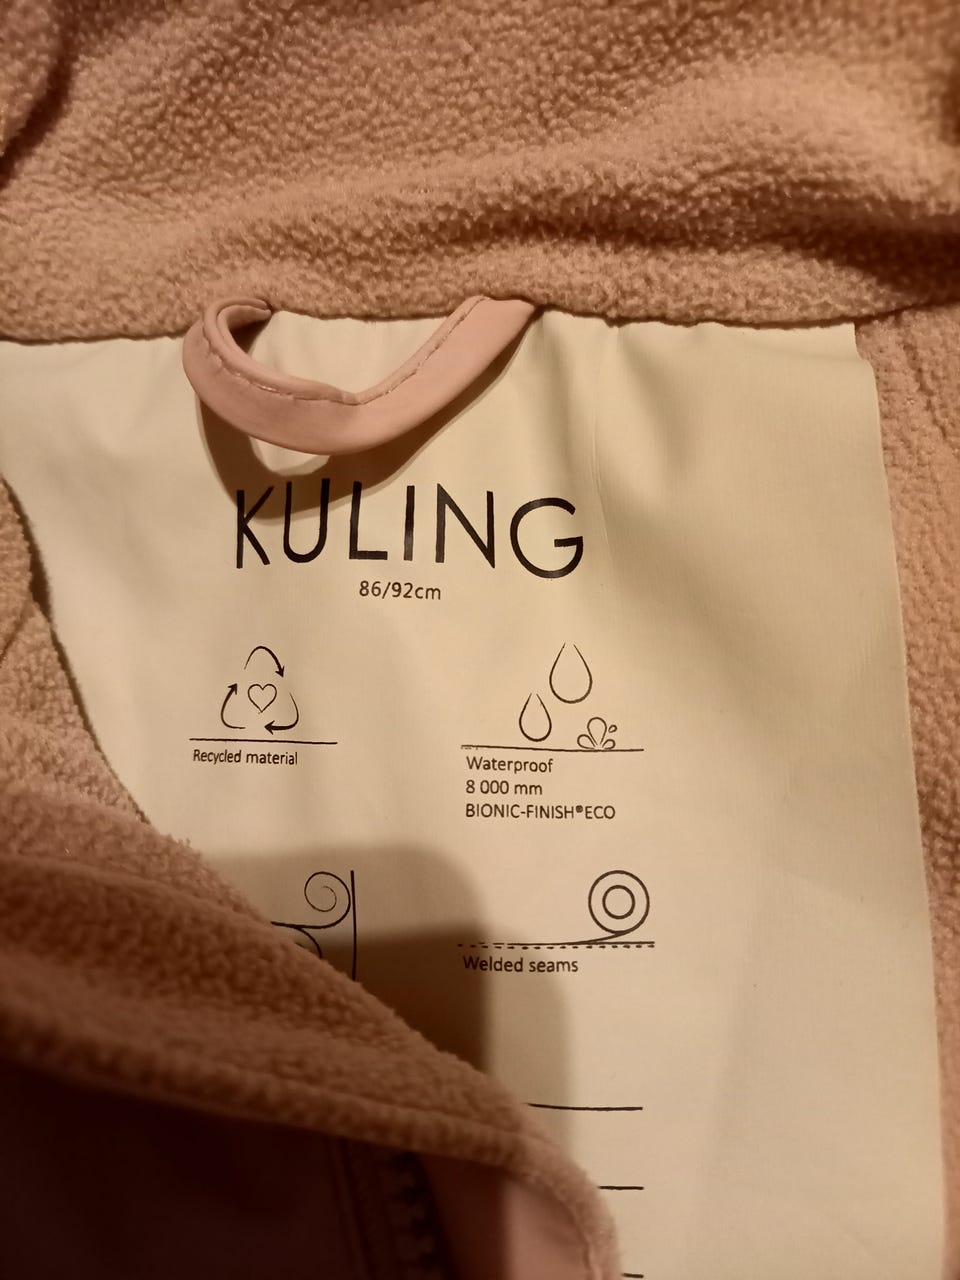 KULING
86/92cm
Recycled material
Waterproof
8 000 mm
BIONIC-FINISH®ECO
Welded seams